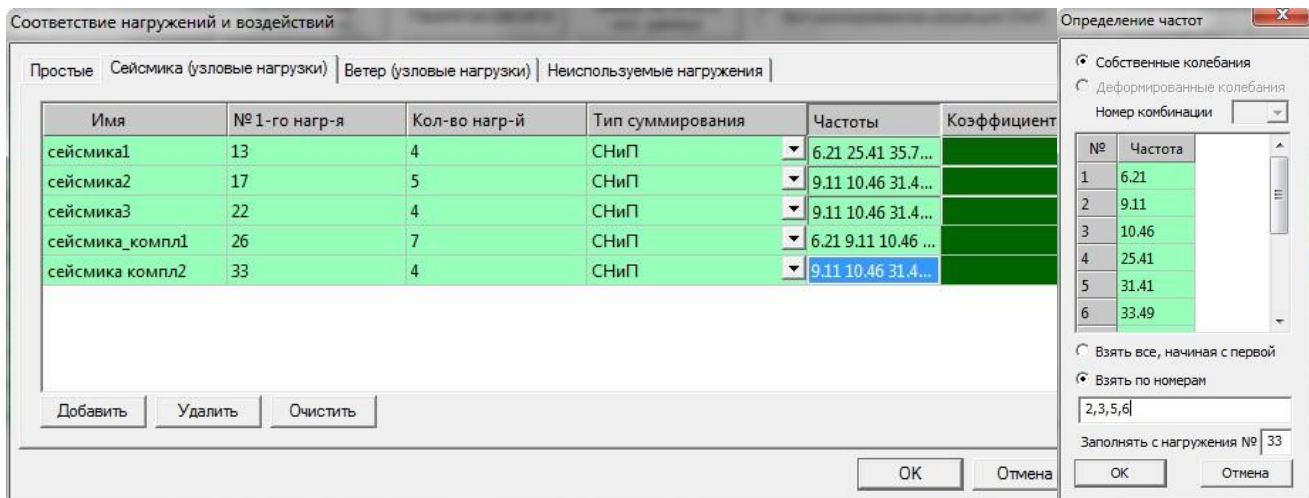 Соответствие нагружений и воздействий
Простые Сейсмика (узловые нагрузки) Ветер (узловые нагрузки) Неиспользуемые нагружения
Имя № 1-го нагр-я Кол-во нагр-й Тип суммирования Частоты Коэффициент
сейсмика1 13 4 СНиП 6.21 25.41 35.7...
сейсмика2 17 5 СНиП 9.11 10.46 31.4...
сейсмика3 22 4 СНиП 9.11 10.46 31.4...
сейсмика_компл1 26 7 СНиП 6.21 9.11 10.46 ...
сейсмика компл2 33 4 СНиП 9.11 10.46 31.4...
Добавить Удалить Очистить
OK Отмена
Определение частот
Собственные колебания
Деформированные колебания
Номер комбинации
№ Частота
1 6.21
2 9.11
3 10.46
4 25.41
5 31.41
6 33.49
Взять все, начиная с первой
Взять по номерам
2,3,5,6
Заполнять с нагружения № 33
OK Отмена